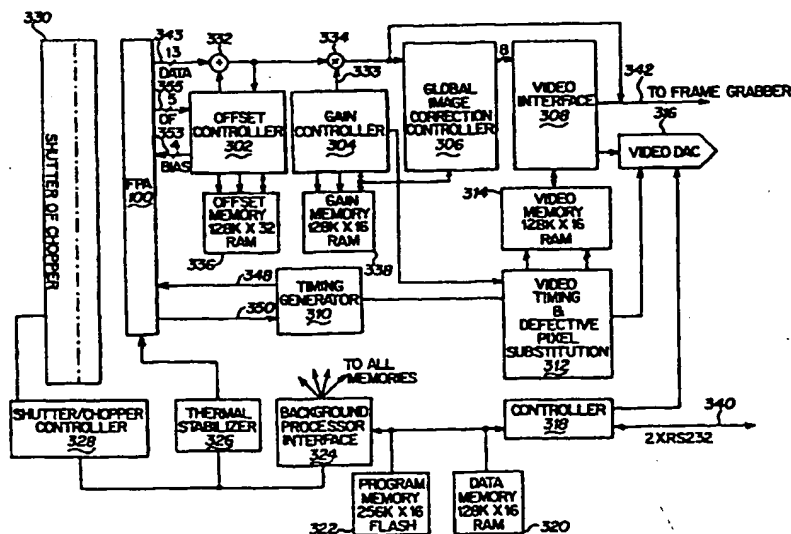 330
SHUTTER OF CHOPPER
FPA 100
343
13
DATA
355
5
OF
353
4
BIAS
332
+
334
333
OFFSET
CONTROLLER
302
GAIN
CONTROLLER
304
GLOBAL
IMAGE
CORRECTION
CONTROLLER
306
8
VIDEO
INTERFACE
308
342
TO FRAME GRABBER
316
VIDEO DAC
OFFSET
MEMORY
128K X 32
RAM
336
GAIN
MEMORY
128K X 16
RAM
338
314
VIDEO
MEMORY
128K X 16
RAM
348
350
TIMING
GENERATOR
310
VIDEO
TIMING
&
DEFECTIVE
PIXEL
SUBSTITUTION
312
TO ALL
MEMORIES
SHUTTER/CHOPPER
CONTROLLER
328
THERMAL
STABILIZER
326
BACKGROUND
PROCESSOR
INTERFACE
324
CONTROLLER
318
340
2XRS232
PROGRAM
MEMORY
256K X 16
FLASH
322
DATA
MEMORY
128K X 16
RAM
320